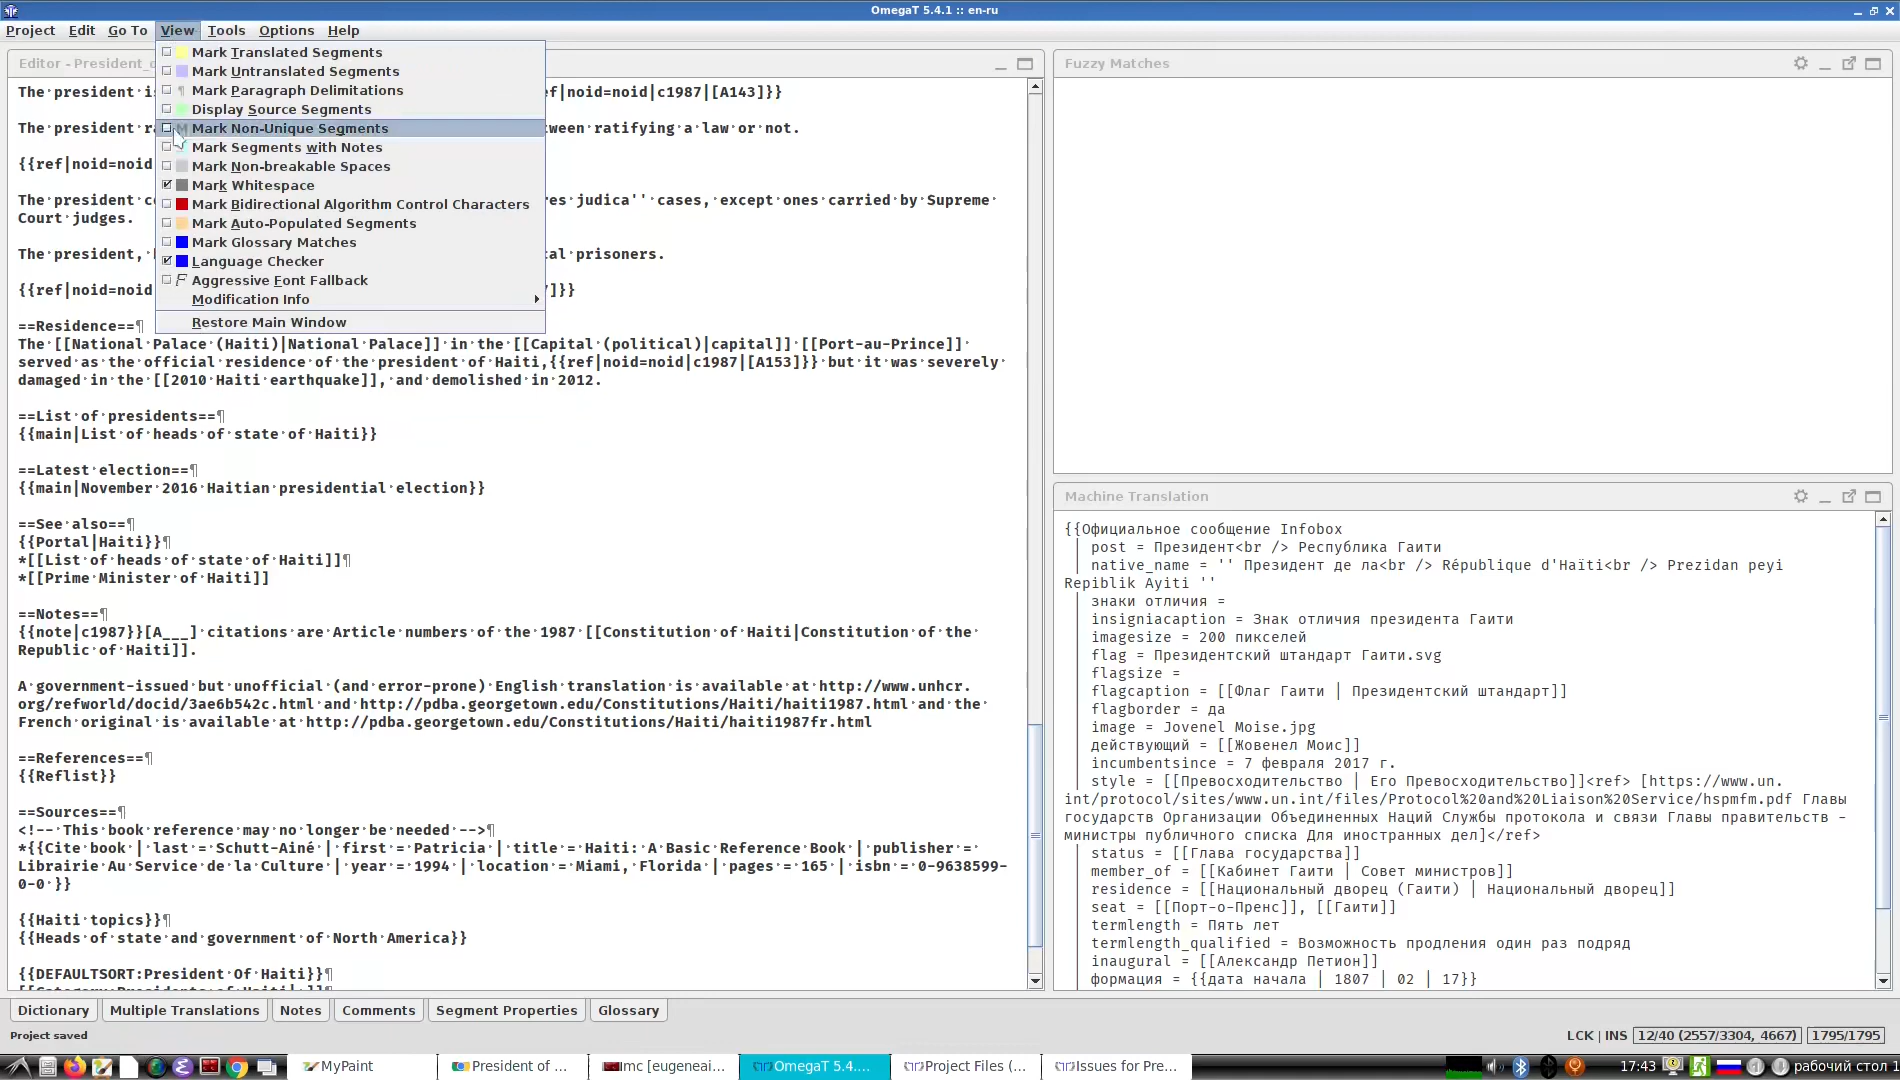 OmegaT 5.4.1 :: en-ru
Project Edit Go To View Tools Options Help
Mark Translated Segments
Mark Untranslated Segments
Mark Paragraph Delimitations
Display Source Segments
Mark Non-Unique Segments
Mark Segments with Notes
Mark Non-breakable Spaces
Mark Whitespace
Mark Bidirectional Algorithm Control Characters
Mark Auto-Populated Segments
Mark Glossary Matches
Language Checker
F Aggressive Font Fallback
Modification Info
Restore Main Window
Editor - President_
The·president
ef|noid=noid|c1987|[A143]}}
The·president
ween·ratifying·a·law·or·not.
{{ref|noid=noid
The·president
res·judica''·cases,·except·ones·carried·by·Supreme·
Court·judges.
The·president,
al·prisoners.
{{ref|noid=noid
]}}
==Residence==¶
The·[[National·Palace·(Haiti)|National·Palace]]·in·the·[[Capital·(political)|capital]]·[[Port-au-Prince]]·
served·as·the·official·residence·of·the·president·of·Haiti,{{ref|noid=noid|c1987|[A153]}}·but·it·was·severely·
damaged·in·the·[[2010·Haiti·earthquake]],·and·demolished·in·2012.
==List·of·presidents==¶
{{main|List·of·heads·of·state·of·Haiti}}
==Latest·election==¶
{{main|November·2016·Haitian·presidential·election}}
==See·also==¶
{{Portal|Haiti}}¶
*[[List·of·heads·of·state·of·Haiti]]¶
*[[Prime·Minister·of·Haiti]]
==Notes==¶
{{note|c1987}}[A___]·citations·are·Article·numbers·of·the·1987·[[Constitution·of·Haiti|Constitution·of·the·
Republic·of·Haiti]].
A·government-issued·but·unofficial·(and·error-prone)·English·translation·is·available·at·http://www.unhcr.
org/refworld/docid/3ae6b542c.html·and·http://pdba.georgetown.edu/Constitutions/Haiti/haiti1987.html·and·the·
French·original·is·available·at·http://pdba.georgetown.edu/Constitutions/Haiti/haiti1987fr.html
==References==¶
{{Reflist}}
==Sources==¶
<!--·This·book·reference·may·no·longer·be·needed·-->¶
*{{Cite·book·|·last·=·Schutt-Ainé·|·first·=·Patricia·|·title·=·Haiti:·A·Basic·Reference·Book·|·publisher·=·
Librairie·Au·Service·de·la·Culture·|·year·=·1994·|·location·=·Miami,·Florida·|·pages·=·165·|·isbn·=·0-9638599-
0-0·}}
{{Haiti·topics}}¶
{{Heads·of·state·and·government·of·North·America}}
{{DEFAULTSORT:President·Of·Haiti}}¶
Fuzzy Matches
Machine Translation
{{Официальное сообщение Infobox
| post = Президент<br /> Республика Гаити
| native_name = '' Президент де ла<br /> République d'Haïti<br /> Prezidan peyi
Repiblik Ayiti ''
| знаки отличия =
| insigniacaption = Знак отличия президента Гаити
| imagesize = 200 пикселей
| flag = Президентский штандарт Гаити.svg
| flagsize =
| flagcaption = [[Флаг Гаити | Президентский штандарт]]
| flagborder = да
| image = Jovenel Moise.jpg
| действующий = [[Жовенел Моис]]
| incumbentsince = 7 февраля 2017 г.
| style = [[Превосходительство | Его Превосходительство]]<ref> [https://www.un.
int/protocol/sites/www.un.int/files/Protocol%20and%20Liaison%20Service/hspmfm.pdf Главы
государств Организации Объединенных Наций Службы протокола и связи Главы правительств -
министры публичного списка Для иностранных дел]</ref>
| status = [[Глава государства]]
| member_of = [[Кабинет Гаити | Совет министров]]
| residence = [[Национальный дворец (Гаити) | Национальный дворец]]
| seat = [[Порт-о-Пренс]], [[Гаити]]
| termlength = Пять лет
| termlength_qualified = Возможность продления один раз подряд
| inaugural = [[Александр Петион]]
| формация = {{дата начала | 1807 | 02 | 17}}
Dictionary Multiple Translations Notes Comments Segment Properties Glossary
Project saved
LCK | INS 12/40 (2557/3304, 4667) 1795/1795
MyPaint President of ... mc [eugeneai... OmegaT 5.4.... Project Files (... Issues for Pre... 17:43 рабочий стол 1